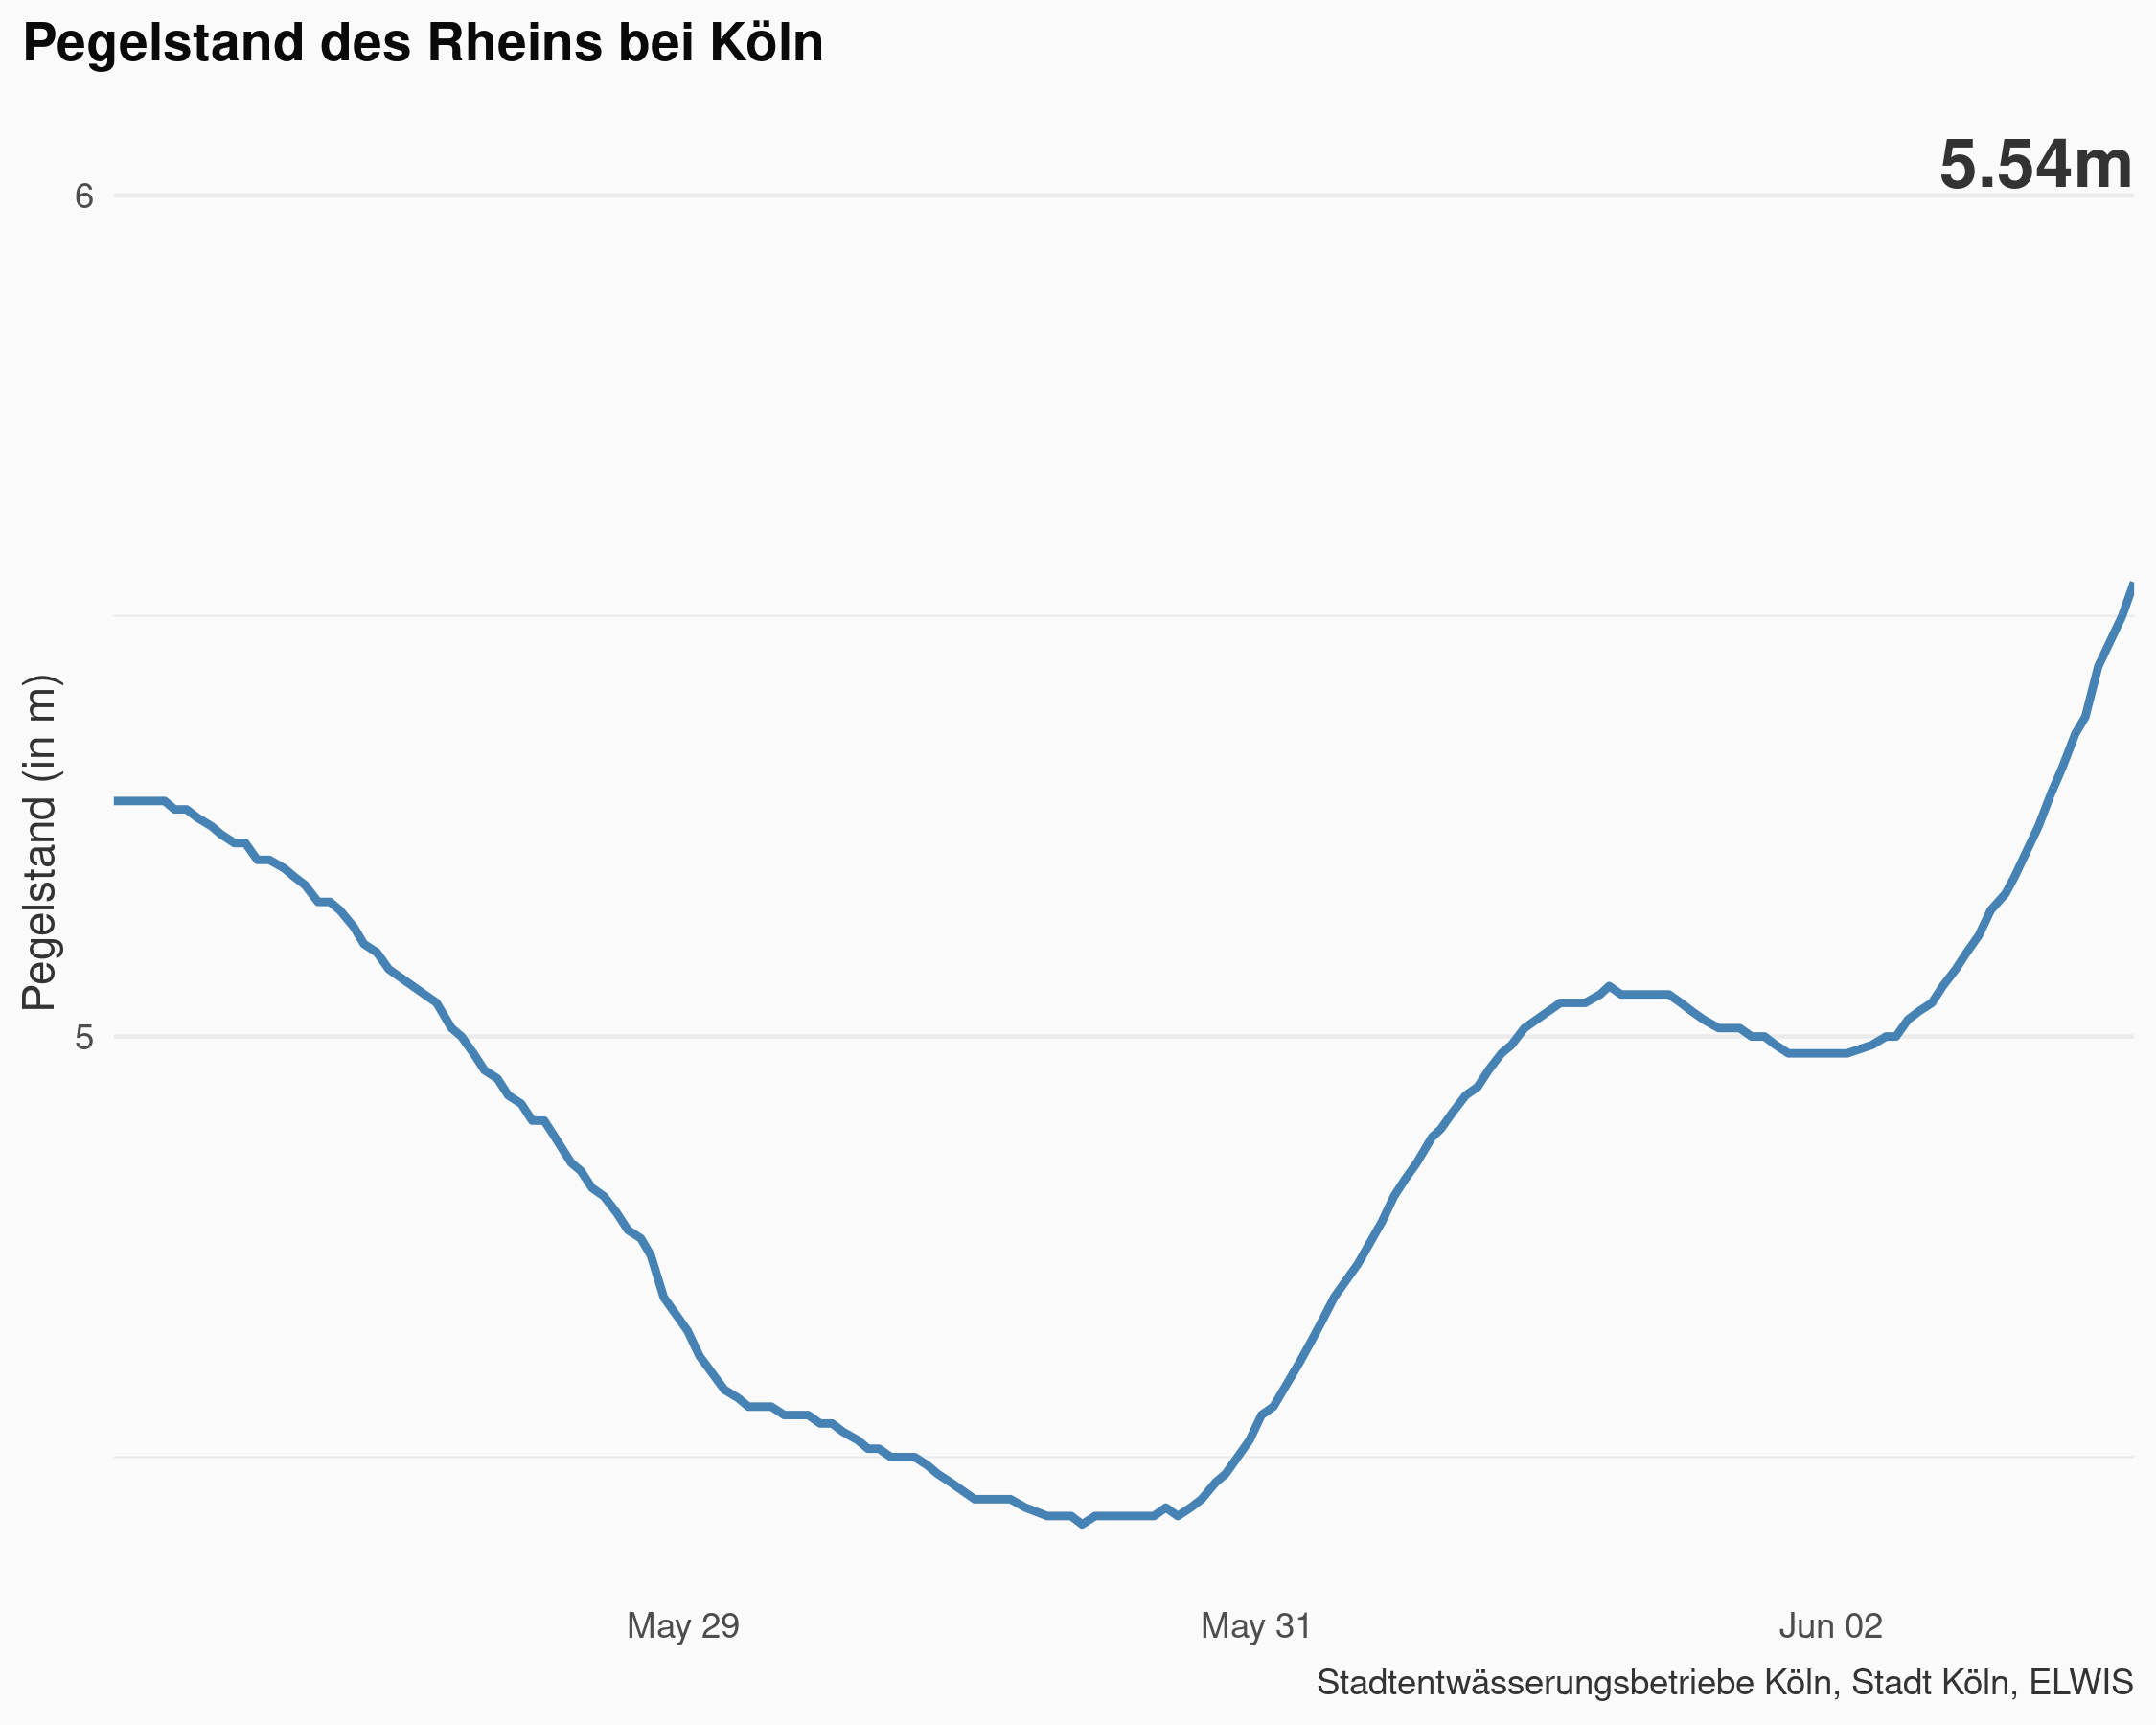 Pegelstand des Rheins bei Köln
5.54m
6
5
Pegelstand (in m)
May 29
May 31
Jun 02
Stadtentwässerungsbetriebe Köln, Stadt Köln, ELWIS